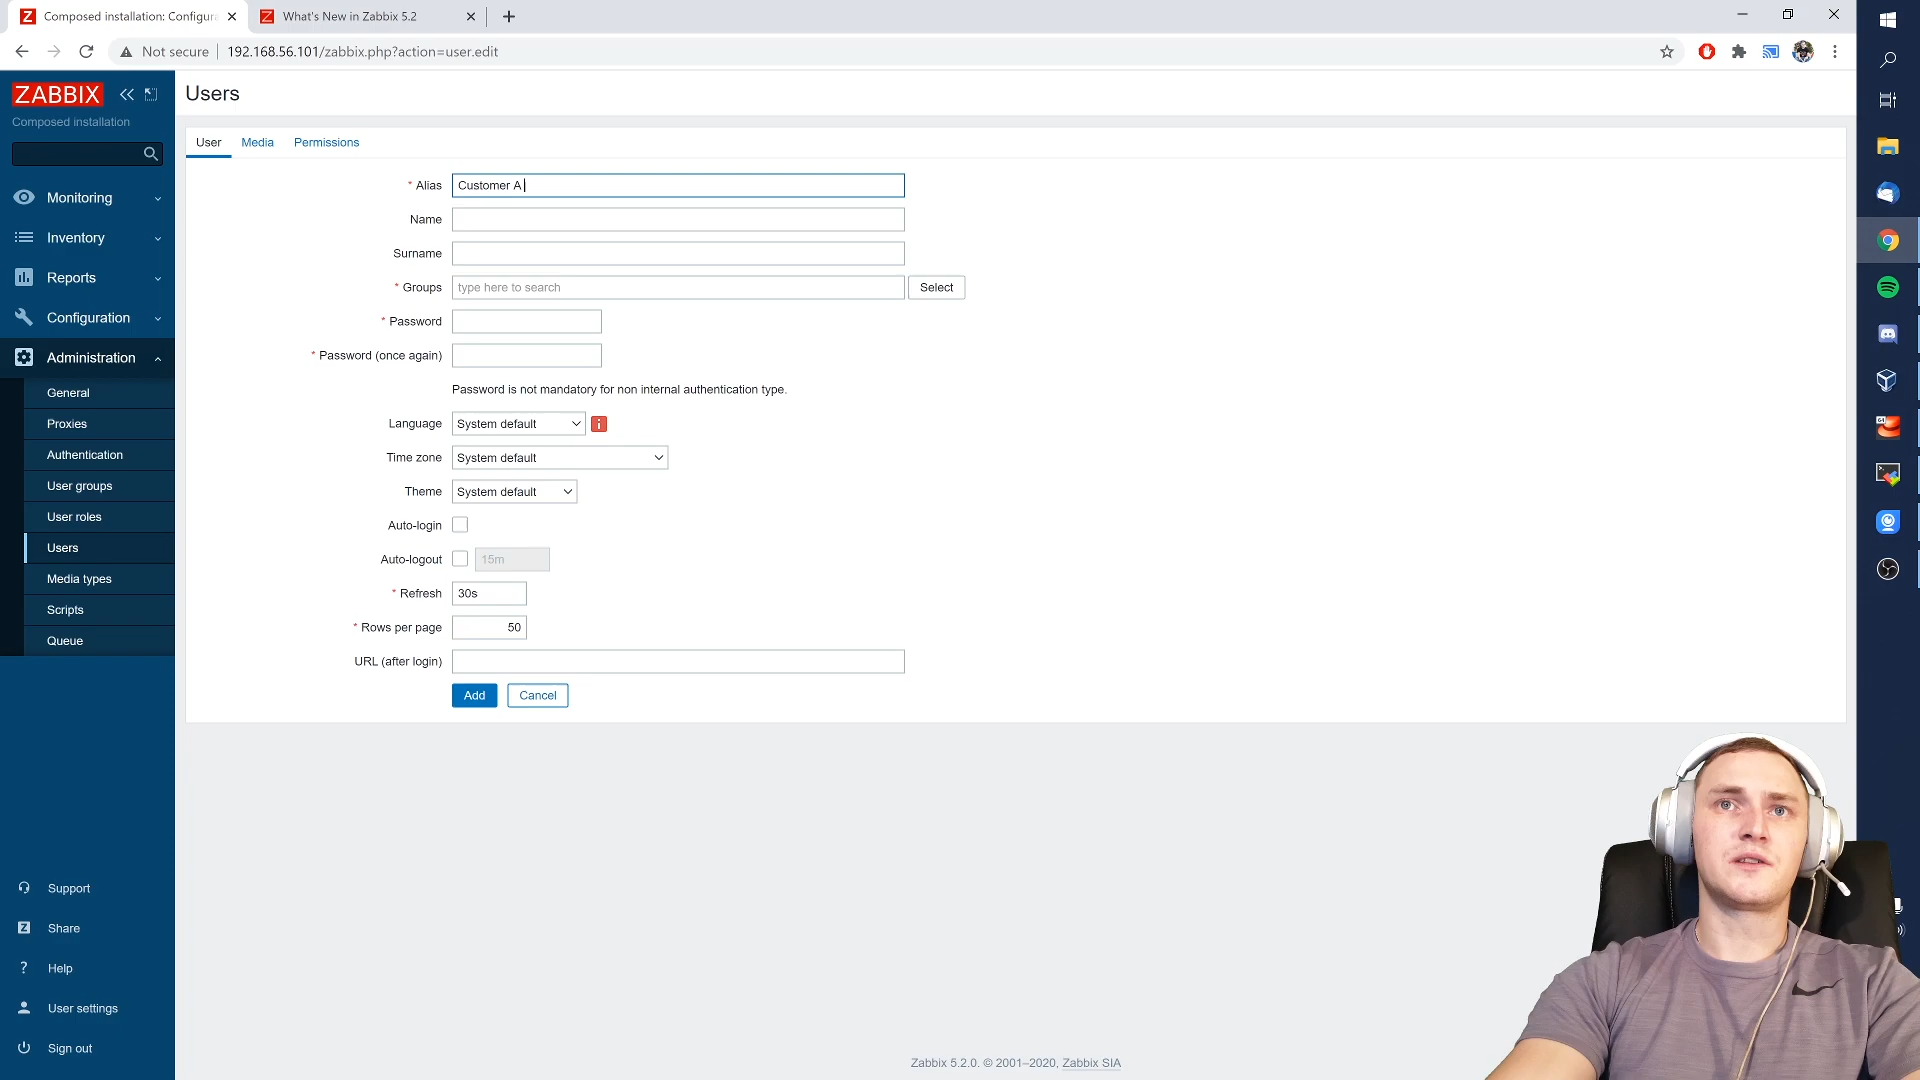 Composed installation: Configura
What's New in Zabbix 5.2
Not secure
192.168.56.101/zabbix.php?action=user.edit
ZABBIX
Composed installation
Monitoring
Inventory
Reports
Configuration
Administration
General
Proxies
Authentication
User groups
User roles
Users
Media types
Scripts
Queue
Support
Share
Help
User settings
Sign out
Users
User Media Permissions
* Alias Customer A
Name
Surname
* Groups type here to search Select
* Password
* Password (once again)
Password is not mandatory for non internal authentication type.
Language System default
Time zone System default
Theme System default
Auto-login
Auto-logout 15m
* Refresh 30s
* Rows per page 50
URL (after login)
Add Cancel
Zabbix 5.2.0. © 2001–2020, Zabbix SIA